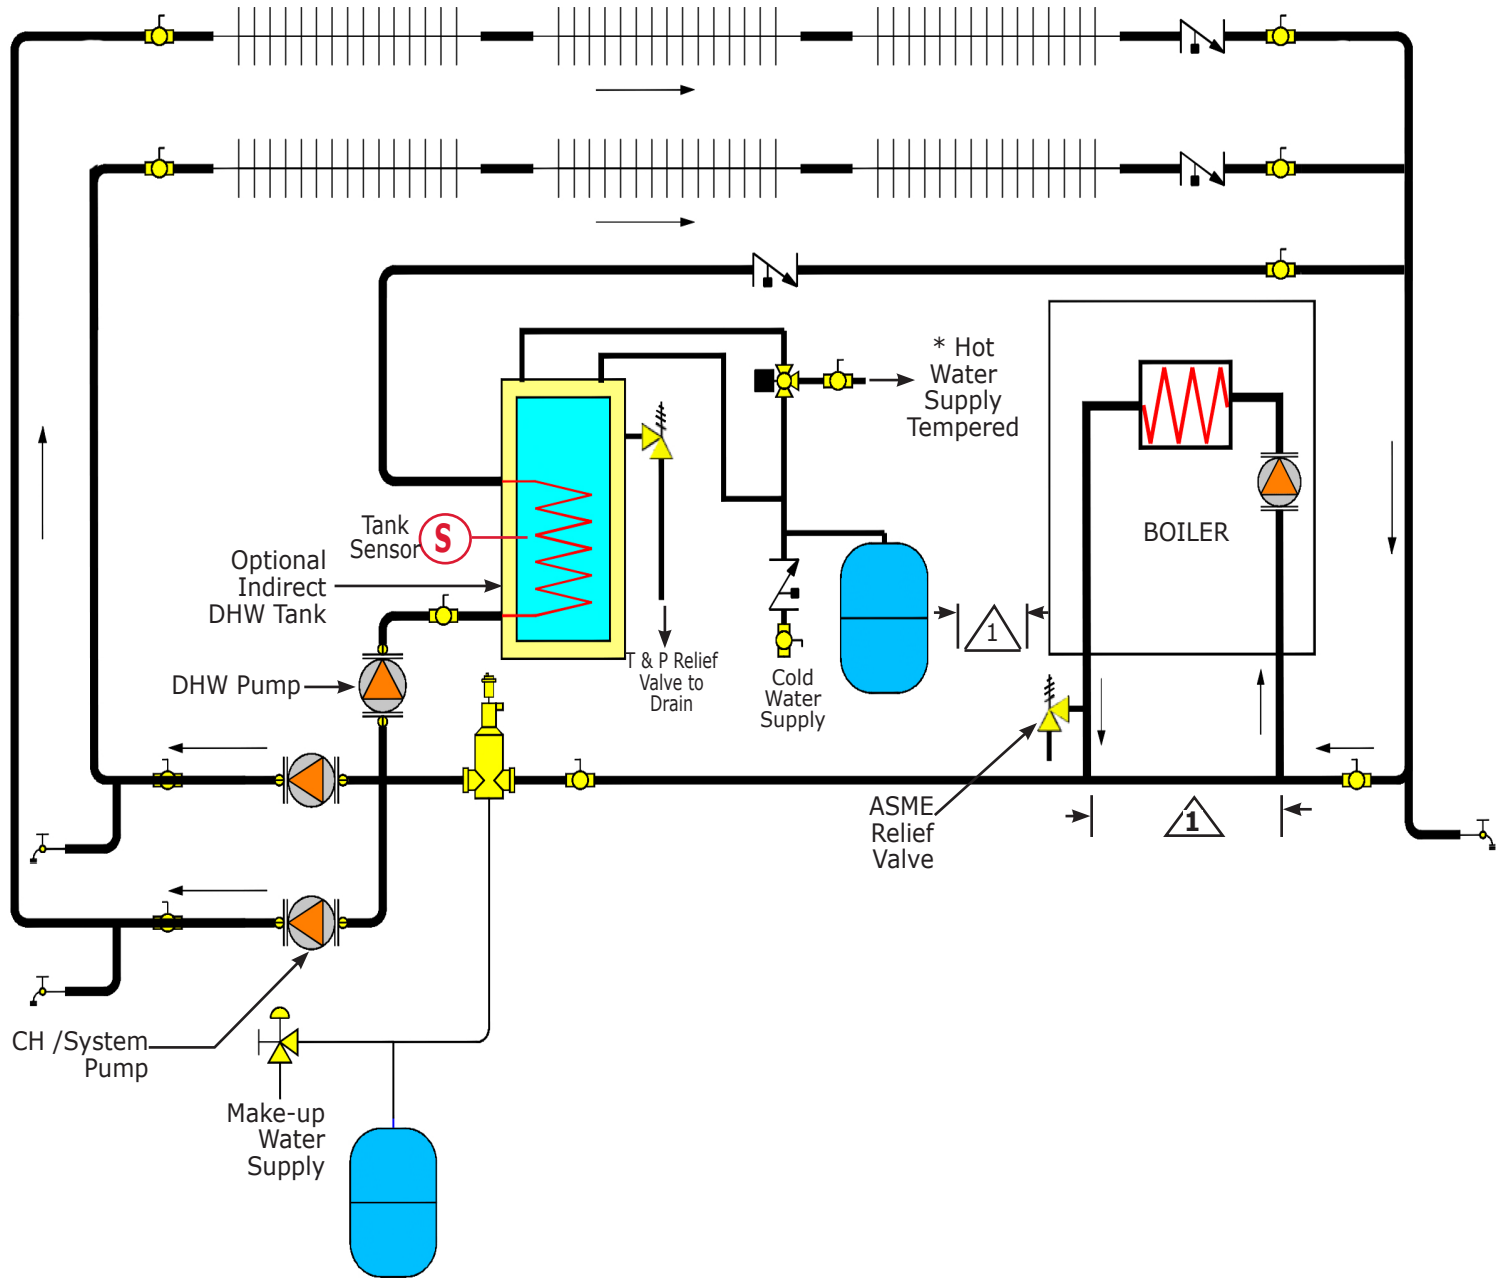 * Hot
Water
Supply
Tempered
BOILER
Tank
Sensor
S
Optional
Indirect
DHW Tank
1
T & P Relief
Valve to
Drain
Cold
Water
Supply
DHW Pump
ASME
Relief
Valve
1
CH /System
Pump
Make-up
Water
Supply